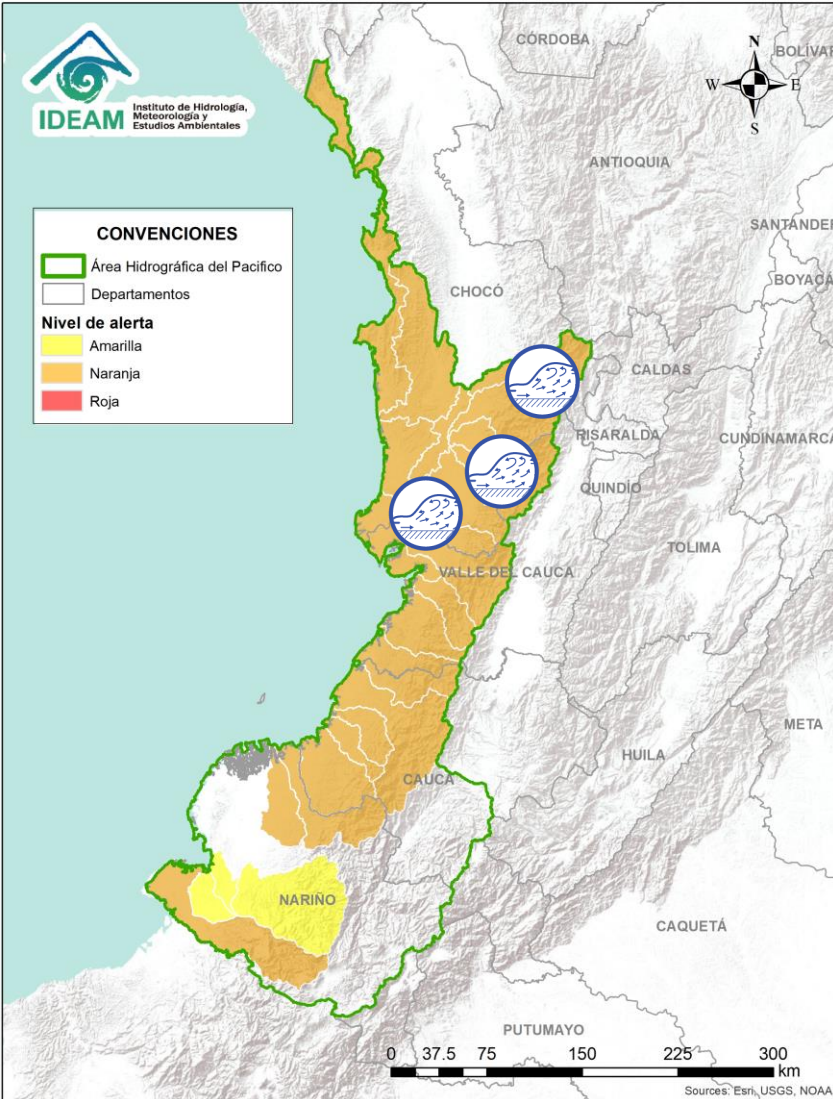 IDEAM
Instituto de Hidrología,
Meteorología y
Estudios Ambientales
CONVENCIONES
Área Hidrográfica del Pacifico
Departamentos
Nivel de alerta
Amarilla
Naranja
Roja
N
W
E
S
CÓRDOBA
BOLÍVAR
ANTIOQUIA
SANTANDER
BOYACÁ
CHOCÓ
CALDAS
RISARALDA
CUNDINAMARCA
QUINDÍO
TOLIMA
VALLE DEL CAUCA
META
HUILA
CAUCA
NARIÑO
CAQUETÁ
PUTUMAYO
0 37.5 75 150 225 300
km
Sources: Esri, USGS, NOAA